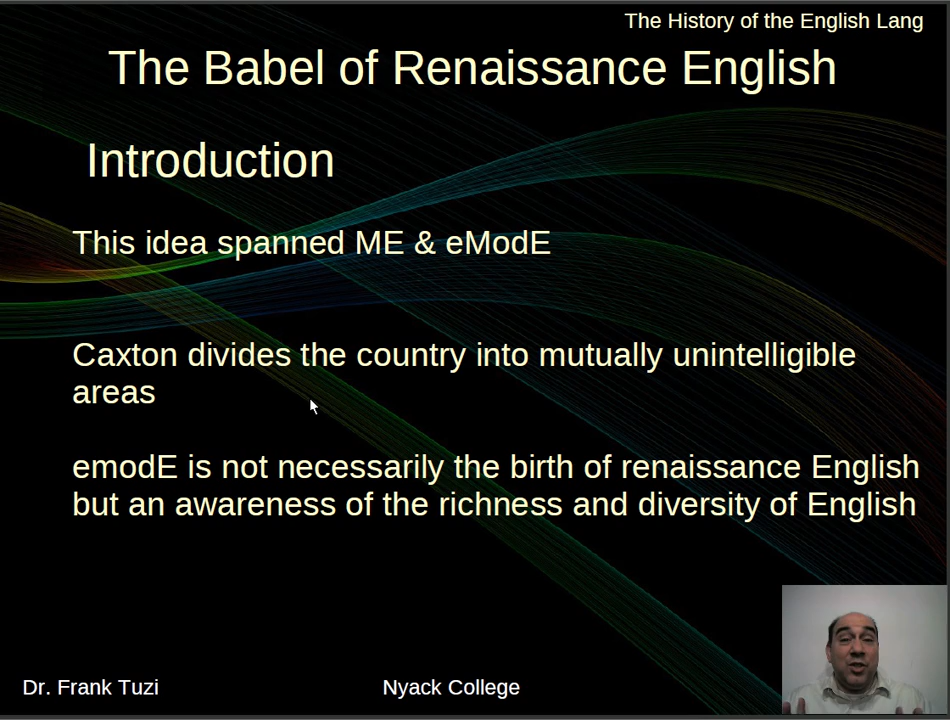 The History of the English Lang
The Babel of Renaissance English
Introduction
This idea spanned ME & eModE
Caxton divides the country into mutually unintelligible
areas
emodE is not necessarily the birth of renaissance English
but an awareness of the richness and diversity of English
Dr. Frank Tuzi
Nyack College